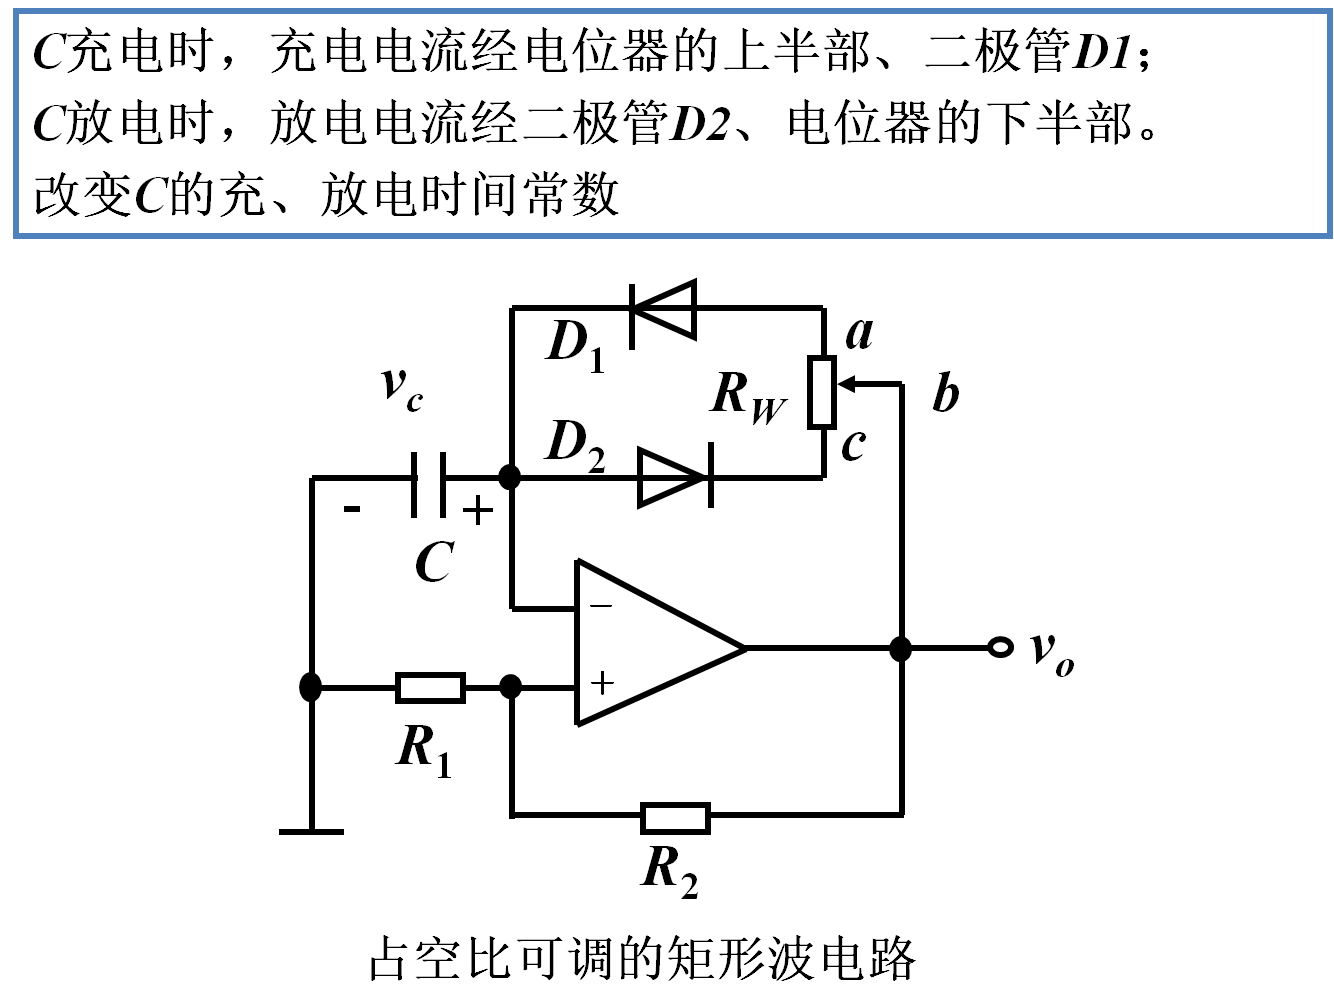 C充电时，充电电流经电位器的上半部、二极管D1；
C放电时，放电电流经二极管D2、电位器的下半部。
改变C的充、放电时间常数
D1
a
vc
RW
b
D2
c
-
+
C
−
vo
+
R1
R2
占空比可调的矩形波电路